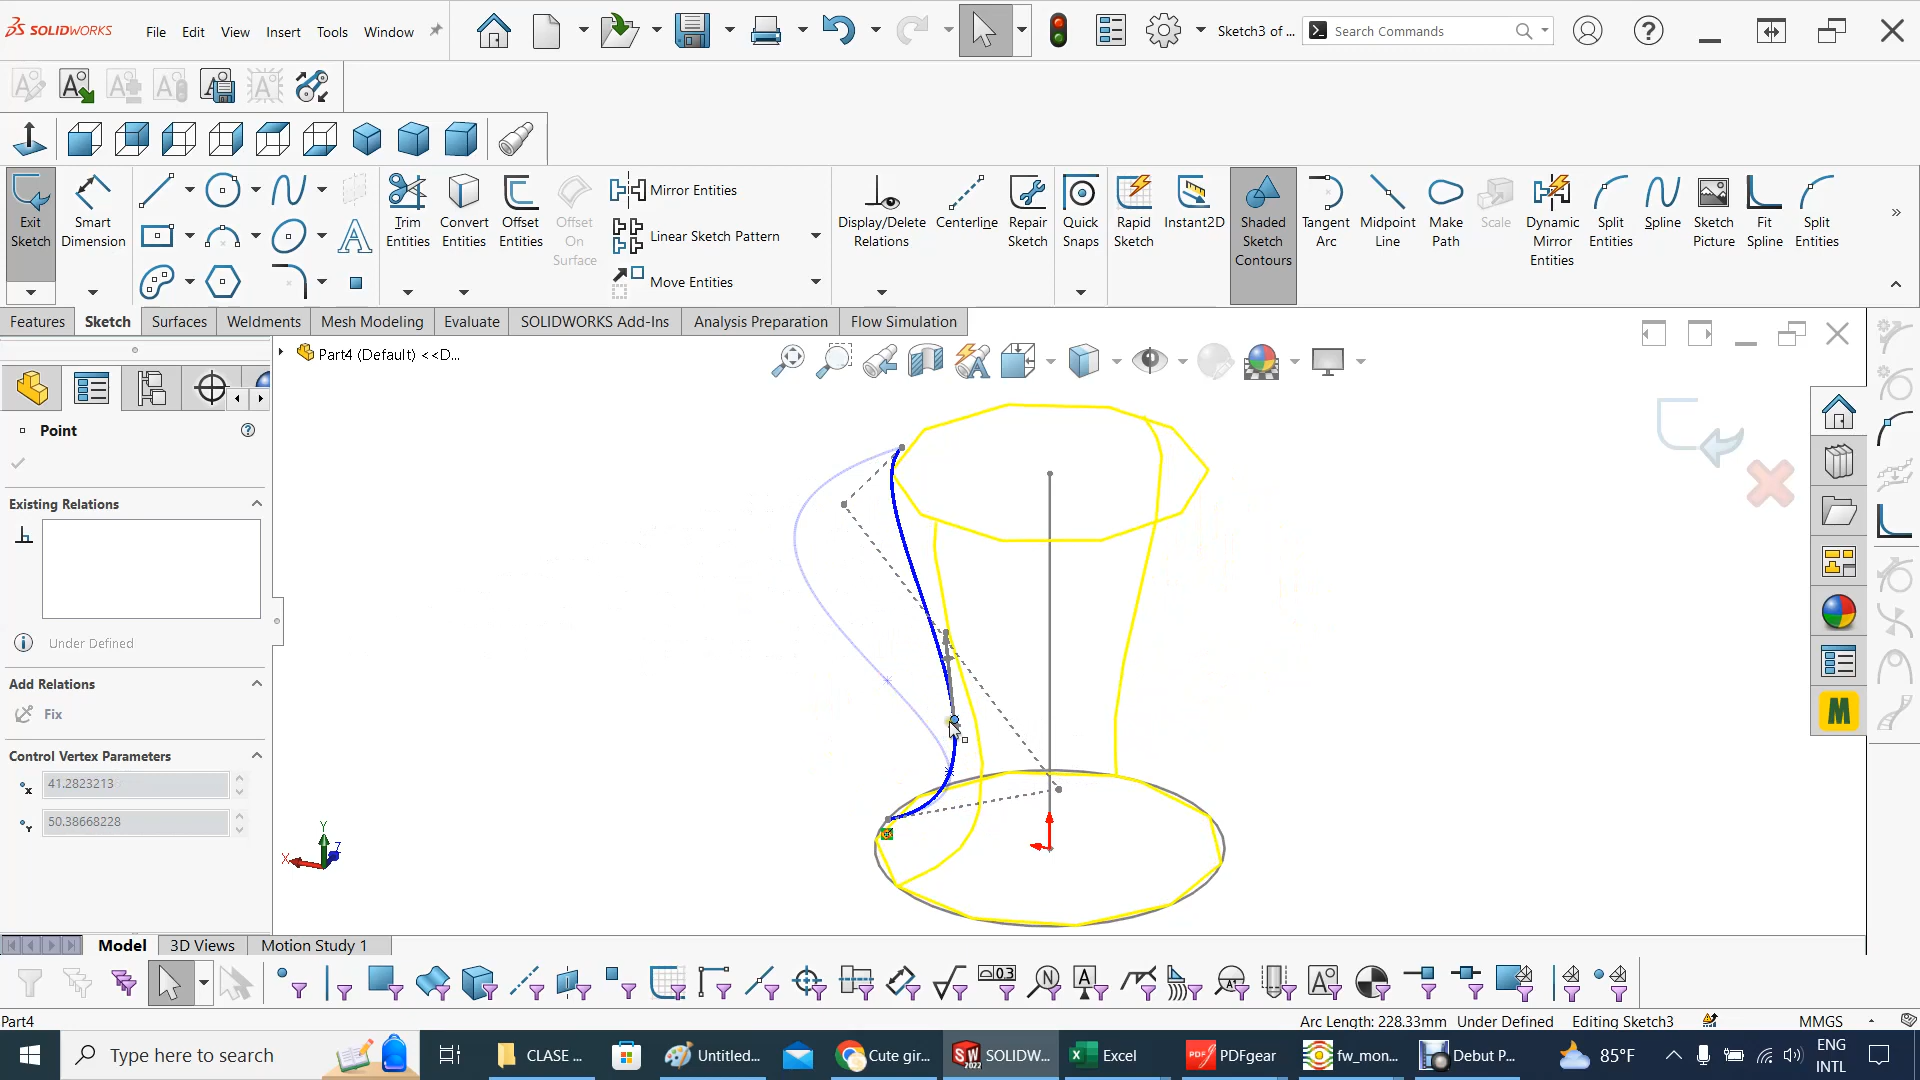 SOLIDWORKS
File Edit View Insert Tools Window
Sketch3 of ...
Search Commands
Exit Sketch
Smart Dimension
Trim Entities
Convert Entities
Offset Entities
Offset On Surface
Mirror Entities
Linear Sketch Pattern
Move Entities
Display/Delete Relations
Centerline
Repair Sketch
Quick Snaps
Rapid Sketch
Instant2D
Shaded Sketch Contours
Tangent Arc
Midpoint Line
Make Path
Scale
Dynamic Mirror Entities
Split Entities
Spline
Sketch Picture
Fit Spline
Split Entities
Features Sketch Surfaces Weldments Mesh Modeling Evaluate SOLIDWORKS Add-Ins Analysis Preparation Flow Simulation
Part4 (Default) <<D...
Point
Existing Relations
Under Defined
Add Relations
Fix
Control Vertex Parameters
41.2823213
50.38668228
Y
X
Z
M
Model 3D Views Motion Study 1
Part4
Arc Length: 228.33mm Under Defined Editing Sketch3 MMGS
Type here to search
CLASE ...
Untitled...
Cute gir...
SOLIDW...
Excel
PDFgear
fw_mon...
Debut P...
85°F
ENG
INTL